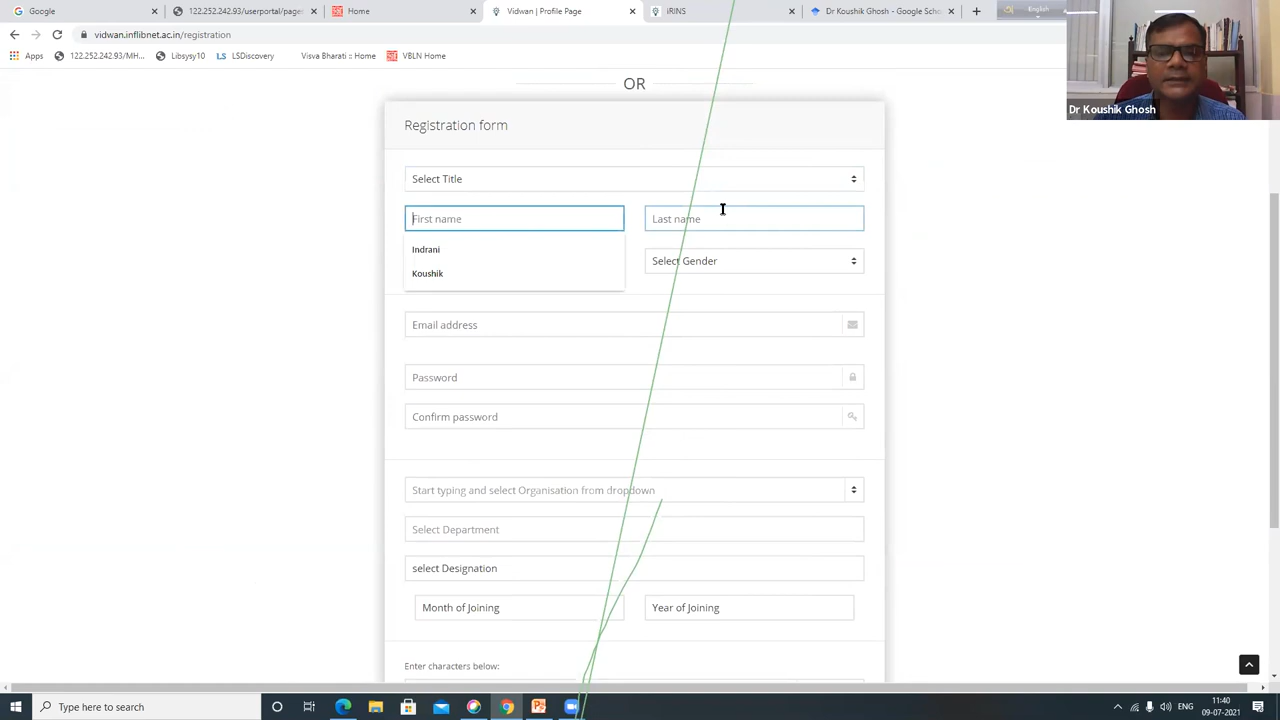 Google
122.252.242.93/userportal/page
Home
Vidwan | Profile Page
iRINS
Dr Koushik Ghosh - Google Scho
English
vidwan.inflibnet.ac.in/registration
Apps
122.252.242.93/MH...
Libsysy10
LS LSDiscovery
Visva Bharati :: Home
VBLN Home
Dr Koushik Ghosh
OR
Registration form
Select Title
First name
Last name
Indrani
Koushik
Select Gender
Email address
Password
Confirm password
Start typing and select Organisation from dropdown
Select Department
select Designation
Month of Joining
Year of Joining
Enter characters below:
Type here to search
11:40
09-07-2021